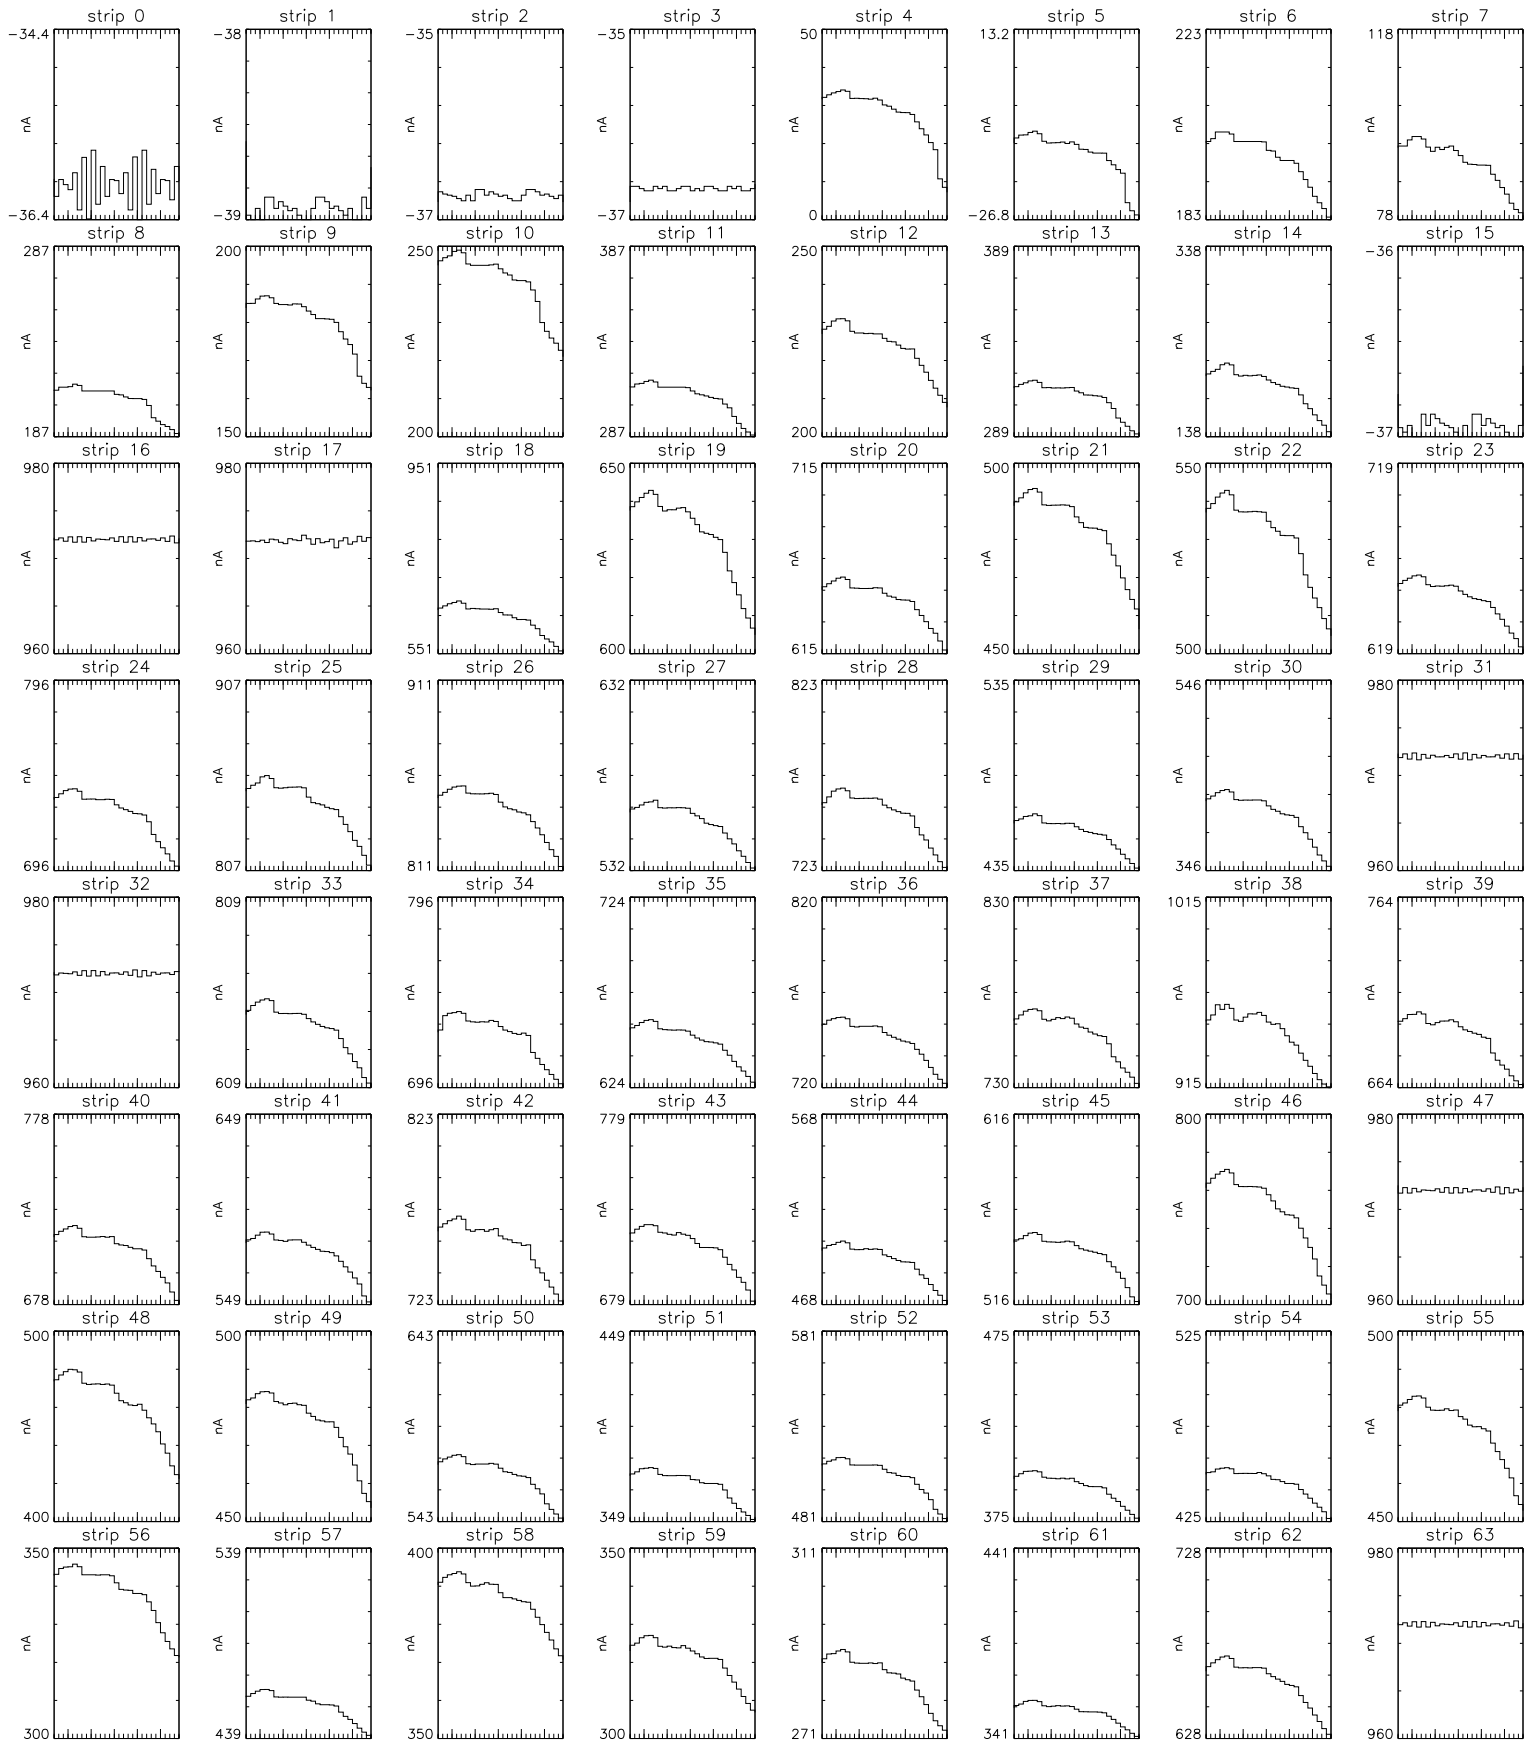 strip 0 strip 1 strip 2 strip 3 strip 4 strip 5 strip 6 strip 7
−34.4 −38 −35 −35 50 13.2 223 118
nA nA nA nA nA nA nA nA
−36.4 −39 −37 −37 0 −26.8 183 78
strip 8 strip 9 strip 10 strip 11 strip 12 strip 13 strip 14 strip 15
287 200 250 387 250 389 338 −36
nA nA nA nA nA nA nA nA
187 150 200 287 200 289 138 −37
strip 16 strip 17 strip 18 strip 19 strip 20 strip 21 strip 22 strip 23
980 980 951 650 715 500 550 719
nA nA nA nA nA nA nA nA
960 960 551 600 615 450 500 619
strip 24 strip 25 strip 26 strip 27 strip 28 strip 29 strip 30 strip 31
796 907 911 632 823 535 546 980
nA nA nA nA nA nA nA nA
696 807 811 532 723 435 346 960
strip 32 strip 33 strip 34 strip 35 strip 36 strip 37 strip 38 strip 39
980 809 796 724 820 830 1015 764
nA nA nA nA nA nA nA nA
960 609 696 624 720 730 915 664
strip 40 strip 41 strip 42 strip 43 strip 44 strip 45 strip 46 strip 47
778 649 823 779 568 616 800 980
nA nA nA nA nA nA nA nA
678 549 723 679 468 516 700 960
strip 48 strip 49 strip 50 strip 51 strip 52 strip 53 strip 54 strip 55
500 500 643 449 581 475 525 500
nA nA nA nA nA nA nA nA
400 450 543 349 481 375 425 450
strip 56 strip 57 strip 58 strip 59 strip 60 strip 61 strip 62 strip 63
350 539 400 350 311 441 728 980
nA nA nA nA nA nA nA nA
300 439 350 300 271 341 628 960